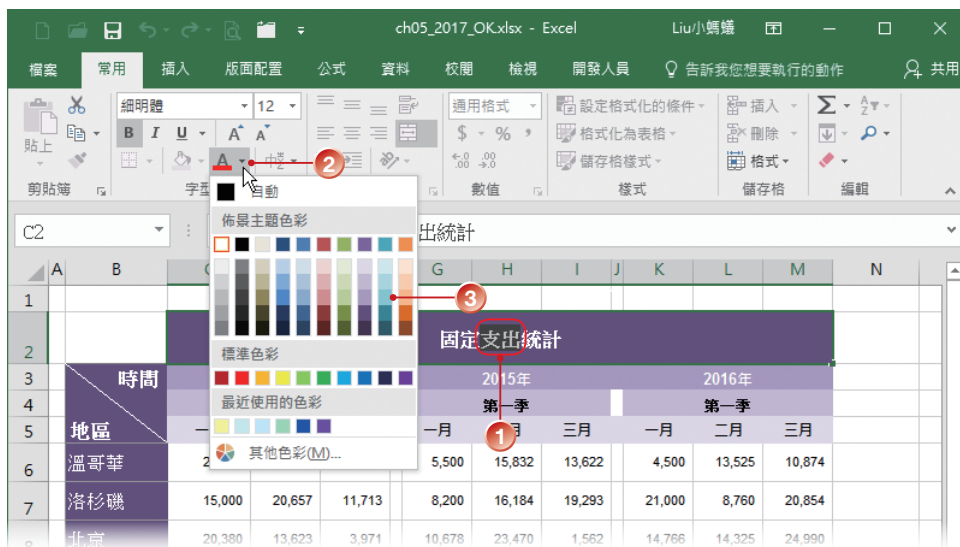 ch05_2017_OK.xlsx - Excel Liu小螞蟻
檔案 常用 插入 版面配置 公式 資料 校閱 檢視 開發人員 告訴我您想要執行的動作 共用
細明體 12 通用格式 設定格式化的條件 插入
B I U A A $ % 格式化為表格 刪除
貼上 A 儲存格樣式 格式
2
剪貼簿 字型 數值 樣式 儲存格 編輯
自動
C2 佈景主題色彩 出統計
A B G H I J K L M N
1 3
2 固定支出統計
標準色彩
3 時間 2015年 2016年
4 最近使用的色彩 第一季 第一季
5 地區 一月 1 三月 一月 二月 三月
其他色彩(M)...
6 溫哥華 5,500 15,832 13,622 4,500 13,525 10,874
7 洛杉磯 15,000 20,657 11,713 8,200 16,184 19,293 21,000 8,760 20,854
北京 20,380 13,623 3,971 10,678 23,470 1,562 14,766 14,325 24,990